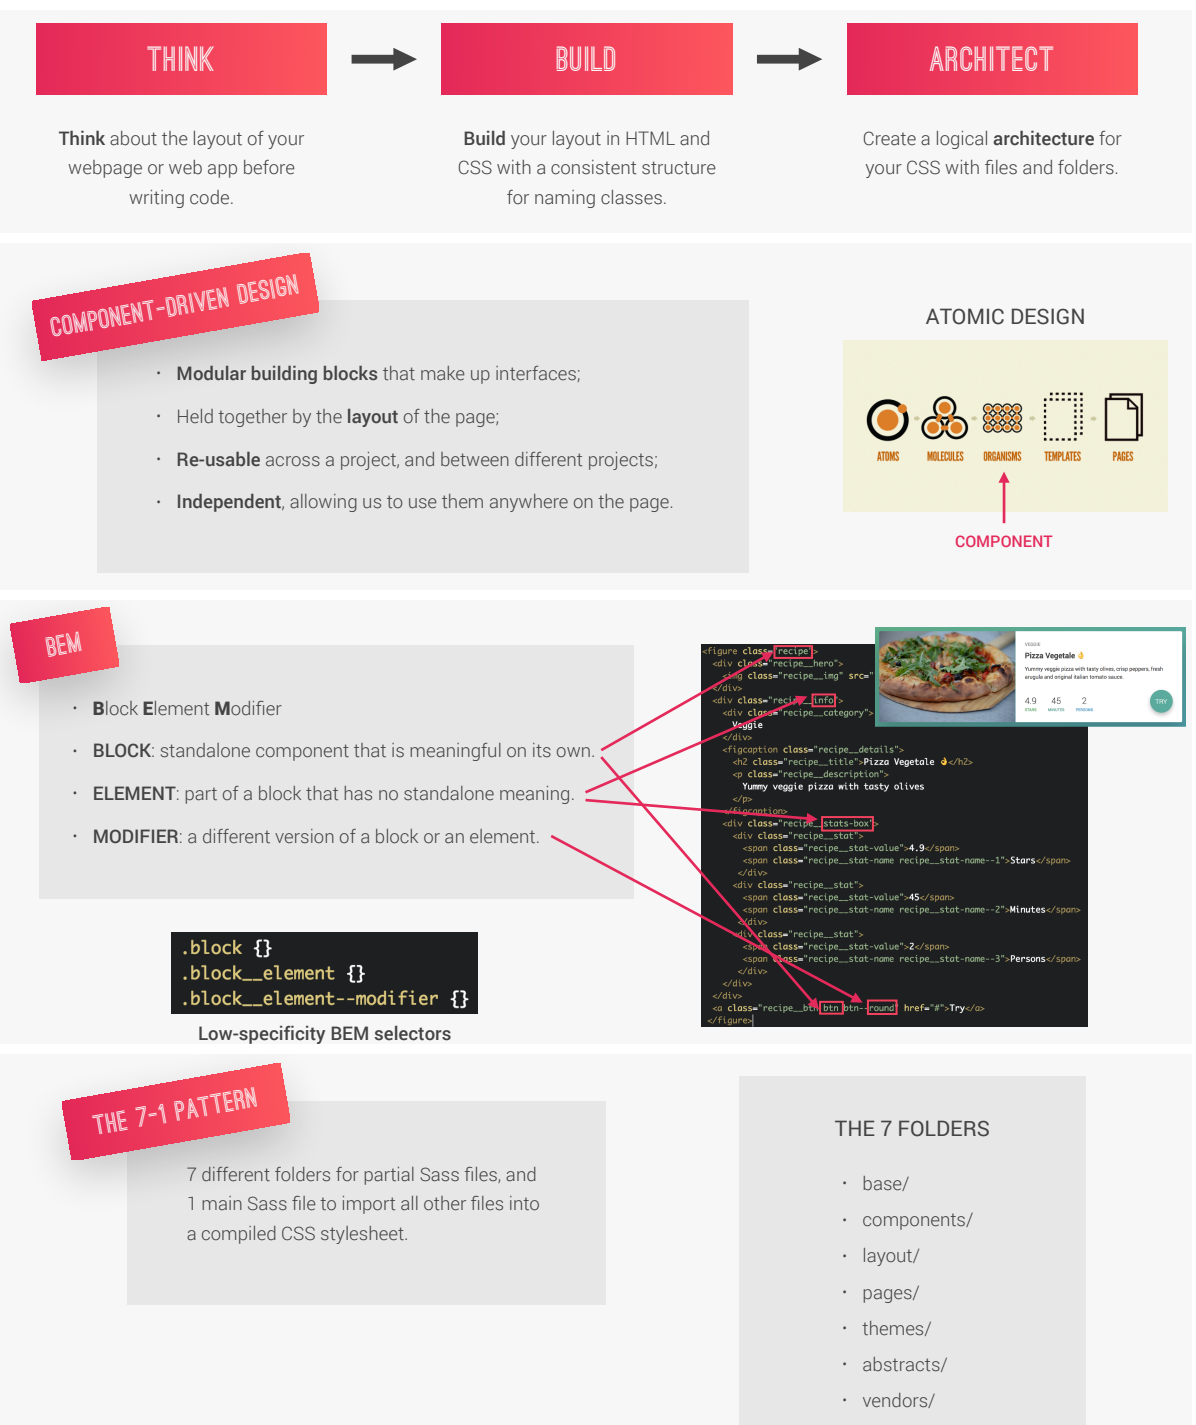 THINK
BUILD
ARCHITECT
Think about the layout of your
webpage or web app before
writing code.
Build your layout in HTML and
CSS with a consistent structure
for naming classes.
Create a logical architecture for
your CSS with files and folders.
COMPONENT-DRIVEN DESIGN
• Modular building blocks that make up interfaces;
• Held together by the layout of the page;
• Re-usable across a project, and between different projects;
• Independent, allowing us to use them anywhere on the page.
ATOMIC DESIGN
ATOMS
MOLECULES
ORGANISMS
TEMPLATES
PAGES
COMPONENT
BEM
• Block Element Modifier
• BLOCK: standalone component that is meaningful on its own.
• ELEMENT: part of a block that has no standalone meaning.
• MODIFIER: a different version of a block or an element.
.block {}
.block__element {}
.block__element--modifier {}
Low-specificity BEM selectors
<figure class="recipe">
<div class="recipe__hero">
<img class="recipe__img" src="
</div>
<div class="recipe__info">
<div class="recipe__category">
Veggie
</div>
<figcaption class="recipe__details">
<h2 class="recipe__title">Pizza Vegetale 👌</h2>
<p class="recipe__description">
Yummy veggie pizza with tasty olives
</p>
</figcaption>
<div class="recipe__stats-box">
<div class="recipe__stat">
<span class="recipe__stat-value">4.9</span>
<span class="recipe__stat-name recipe__stat-name--1">Stars</span>
</div>
<div class="recipe__stat">
<span class="recipe__stat-value">45</span>
<span class="recipe__stat-name recipe__stat-name--2">Minutes</span>
</div>
<div class="recipe__stat">
<span class="recipe__stat-value">2</span>
<span class="recipe__stat-name recipe__stat-name--3">Persons</span>
</div>
</div>
</div>
<a class="recipe__btn btn btn--round" href="#">Try</a>
</figure>
VEGGIE
Pizza Vegetale 👌
Yummy veggie pizza with tasty olives, crisp peppers, fresh
arugula and original italian tomato sauce.
4.9 45 2
STARS MINUTES PERSONS
TRY
THE 7-1 PATTERN
7 different folders for partial Sass files, and
1 main Sass file to import all other files into
a compiled CSS stylesheet.
THE 7 FOLDERS
• base/
• components/
• layout/
• pages/
• themes/
• abstracts/
• vendors/